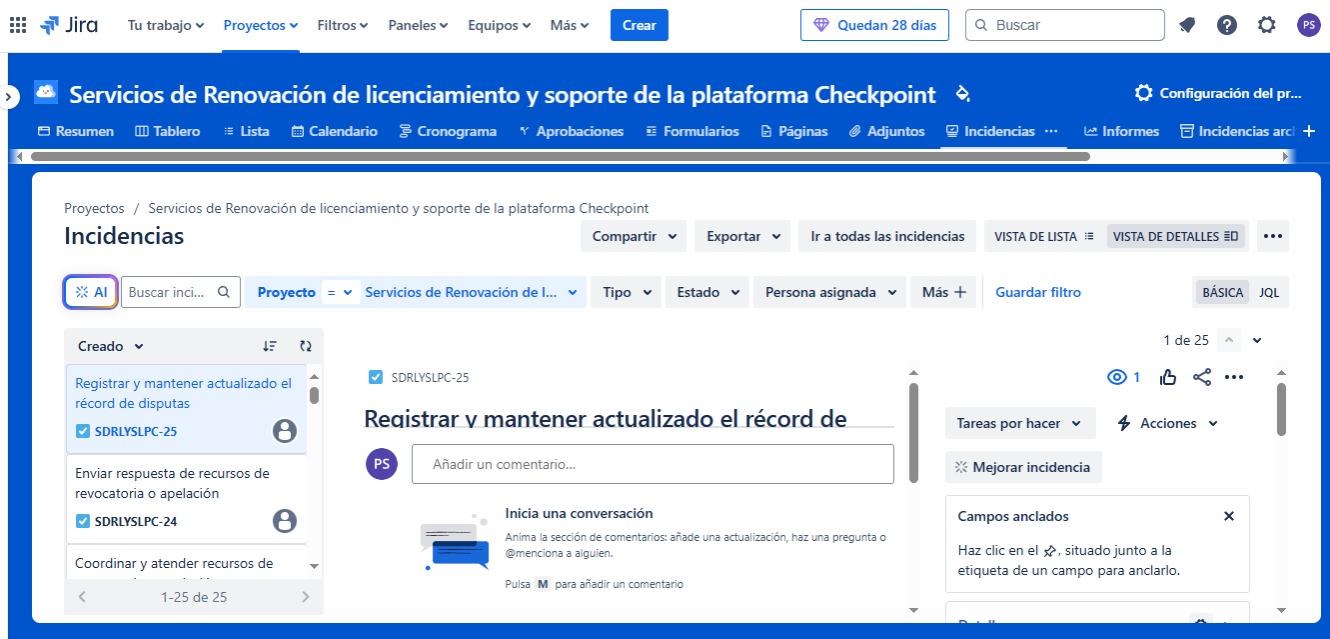 Jira
Tu trabajo
Proyectos
Filtros
Paneles
Equipos
Más
Crear
Quedan 28 días
Buscar
PS
Servicios de Renovación de licenciamiento y soporte de la plataforma Checkpoint
Configuración del pr...
Resumen
Tablero
Lista
Calendario
Cronograma
Aprobaciones
Formularios
Páginas
Adjuntos
Incidencias
Informes
Incidencias arc
Proyectos / Servicios de Renovación de licenciamiento y soporte de la plataforma Checkpoint
Incidencias
Compartir
Exportar
Ir a todas las incidencias
VISTA DE LISTA
VISTA DE DETALLES
AI
Buscar inci...
Proyecto = Servicios de Renovación de l...
Tipo
Estado
Persona asignada
Más +
Guardar filtro
BÁSICA
JQL
Creado
1 de 25
Registrar y mantener actualizado el
récord de disputas
SDRLYSLPC-25
Enviar respuesta de recursos de
revocatoria o apelación
SDRLYSLPC-24
Coordinar y atender recursos de
1-25 de 25
SDRLYSLPC-25
Registrar y mantener actualizado el récord de
PS
Añadir un comentario...
Inicia una conversación
Anima la sección de comentarios: añade una actualización, haz una pregunta o
@menciona a alguien.
Pulsa M para añadir un comentario
1
Tareas por hacer
Acciones
Mejorar incidencia
Campos anclados
Haz clic en el , situado junto a la
etiqueta de un campo para anclarlo.